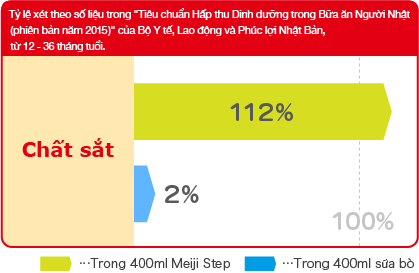 Tỷ lệ xét theo số liệu trong "Tiêu chuẩn Hấp thu Dinh dưỡng trong Bữa ăn Người Nhật
(phiên bản năm 2015)" của Bộ Y tế, Lao động và Phúc lợi Nhật Bản,
từ 12 - 36 tháng tuổi.
112%
Chất sắt
2%
100%
···Trong 400ml Meiji Step ···Trong 400ml sữa bò